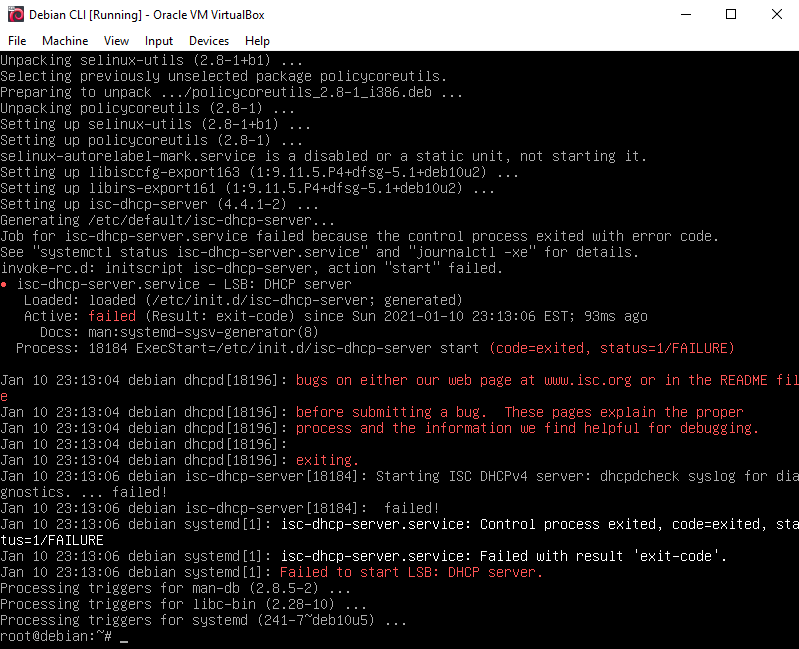 Debian CLI [Running] - Oracle VM VirtualBox
File Machine View Input Devices Help
Unpacking selinux-utils (2.8-1+b1) ...
Selecting previously unselected package policycoreutils.
Preparing to unpack .../policycoreutils_2.8-1_i386.deb ...
Unpacking policycoreutils (2.8-1) ...
Setting up selinux-utils (2.8-1+b1) ...
Setting up policycoreutils (2.8-1) ...
selinux-autorelabel-mark.service is a disabled or a static unit, not starting it.
Setting up libisccfg-export163 (1:9.11.5.P4+dfsg-5.1+deb10u2) ...
Setting up libirs-export161 (1:9.11.5.P4+dfsg-5.1+deb10u2) ...
Setting up isc-dhcp-server (4.4.1-2) ...
Generating /etc/default/isc-dhcp-server...
Job for isc-dhcp-server.service failed because the control process exited with error code.
See "systemctl status isc-dhcp-server.service" and "journalctl -xe" for details.
invoke-rc.d: initscript isc-dhcp-server, action "start" failed.
● isc-dhcp-server.service - LSB: DHCP server
Loaded: loaded (/etc/init.d/isc-dhcp-server; generated)
Active: failed (Result: exit-code) since Sun 2021-01-10 23:13:06 EST; 93ms ago
Docs: man:systemd-sysv-generator(8)
Process: 18184 ExecStart=/etc/init.d/isc-dhcp-server start (code=exited, status=1/FAILURE)
Jan 10 23:13:04 debian dhcpd[18196]: bugs on either our web page at www.isc.org or in the README fil
e
Jan 10 23:13:04 debian dhcpd[18196]: before submitting a bug.  These pages explain the proper
Jan 10 23:13:04 debian dhcpd[18196]: process and the information we find helpful for debugging.
Jan 10 23:13:04 debian dhcpd[18196]:
Jan 10 23:13:04 debian dhcpd[18196]: exiting.
Jan 10 23:13:06 debian isc-dhcp-server[18184]: Starting ISC DHCPv4 server: dhcpdcheck syslog for dia
gnostics. ... failed!
Jan 10 23:13:06 debian isc-dhcp-server[18184]:  failed!
Jan 10 23:13:06 debian systemd[1]: isc-dhcp-server.service: Control process exited, code=exited, sta
tus=1/FAILURE
Jan 10 23:13:06 debian systemd[1]: isc-dhcp-server.service: Failed with result 'exit-code'.
Jan 10 23:13:06 debian systemd[1]: Failed to start LSB: DHCP server.
Processing triggers for man-db (2.8.5-2) ...
Processing triggers for libc-bin (2.28-10) ...
Processing triggers for systemd (241-7~deb10u5) ...
root@debian:~# _